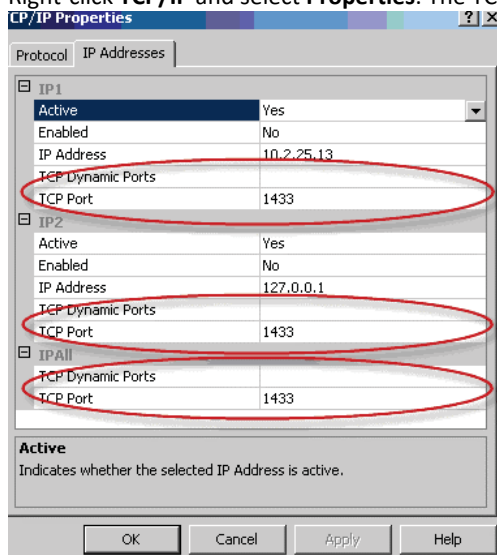 Right-click TCP/IP and select Properties. The TC
CP/IP Properties
Protocol IP Addresses
IP1
Active Yes
Enabled No
IP Address 10.2.25.13
TCP Dynamic Ports
TCP Port 1433
IP2
Active Yes
Enabled No
IP Address 127.0.0.1
TCP Dynamic Ports
TCP Port 1433
IPAll
TCP Dynamic Ports
TCP Port 1433
Active
Indicates whether the selected IP Address is active.
OK Cancel Apply Help